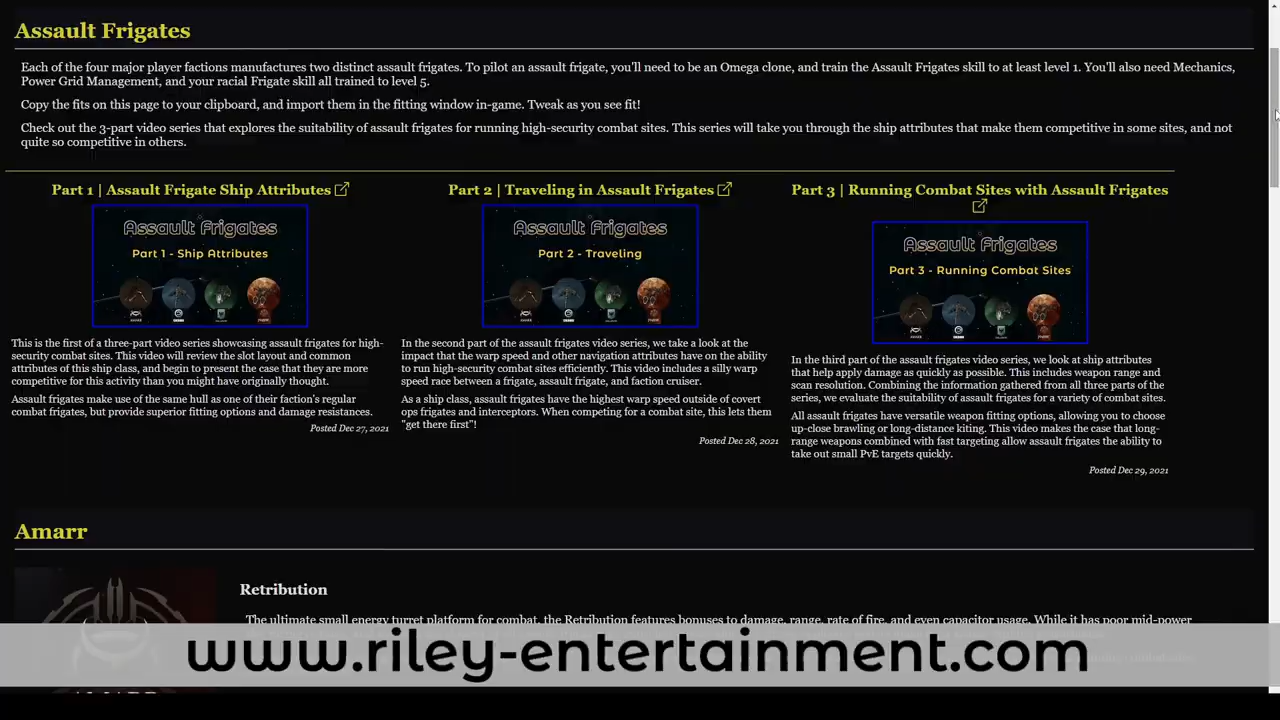 Assault Frigates
Each of the four major player factions manufactures two distinct assault frigates. To pilot an assault frigate, you'll need to be an Omega clone, and train the Assault Frigates skill to at least level 1. You'll also need Mechanics,
Power Grid Management, and your racial Frigate skill all trained to level 5.
Copy the fits on this page to your clipboard, and import them in the fitting window in-game. Tweak as you see fit!
Check out the 3-part video series that explores the suitability of assault frigates for running high-security combat sites. This series will take you through the ship attributes that make them competitive in some sites, and not
quite so competitive in others.
Part 1 | Assault Frigate Ship Attributes
Assault Frigates
Part 1 - Ship Attributes
This is the first of a three-part video series showcasing assault frigates for high-
security combat sites. This video will review the slot layout and common
attributes of this ship class, and begin to present the case that they are more
competitive for this activity than you might have originally thought.
Assault frigates make use of the same hull as one of their faction's regular
combat frigates, but provide superior fitting options and damage resistances.
Posted Dec 27, 2021
Part 2 | Traveling in Assault Frigates
Assault Frigates
Part 2 - Traveling
In the second part of the assault frigates video series, we take a look at the
impact that the warp speed and other navigation attributes have on the ability
to run high-security combat sites efficiently. This video includes a silly warp
speed race between a frigate, assault frigate, and faction cruiser.
As a ship class, assault frigates have the highest warp speed outside of covert
ops frigates and interceptors. When competing for a combat site, this lets them
"get there first"!
Posted Dec 28, 2021
Part 3 | Running Combat Sites with Assault Frigates
Assault Frigates
Part 3 - Running Combat Sites
In the third part of the assault frigates video series, we look at ship attributes
that help apply damage as quickly as possible. This includes weapon range and
scan resolution. Combining the information gathered from all three parts of the
series, we evaluate the suitability of assault frigates for a variety of combat sites.
All assault frigates have versatile weapon fitting options, allowing you to choose
up-close brawling or long-distance kiting. This video makes the case that long-
range weapons combined with fast targeting allow assault frigates the ability to
take out small PvE targets quickly.
Posted Dec 29, 2021
Amarr
Retribution
The ultimate small energy turret platform for combat, the Retribution features bonuses to damage, range, rate of fire, and even capacitor usage. While it has poor mid-power
www.riley-entertainment.com